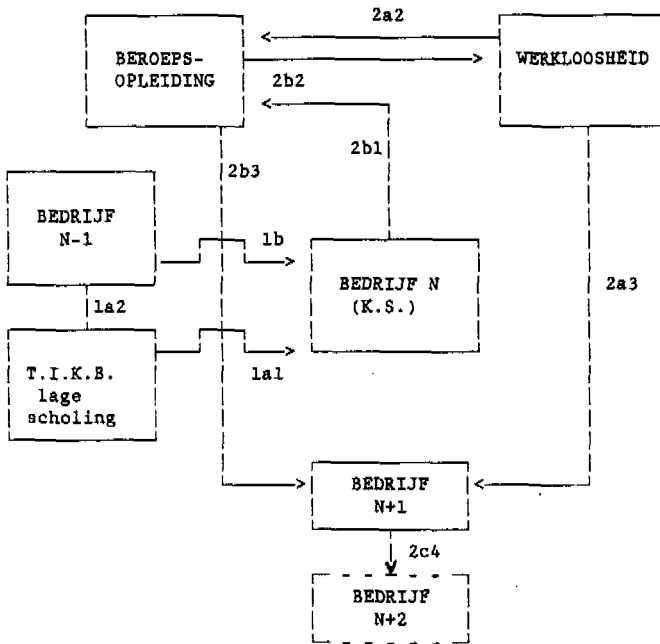 2a2
BEROEPS-
OPLEIDING
WERKLOOSHEID
2b2
2b1
2b3
BEDRIJF
N-1
1b
BEDRIJF N
(K.S.)
2a3
1a2
T.I.K.B.
lage
scholing
1a1
BEDRIJF
N+1
2c4
BEDRIJF
N+2